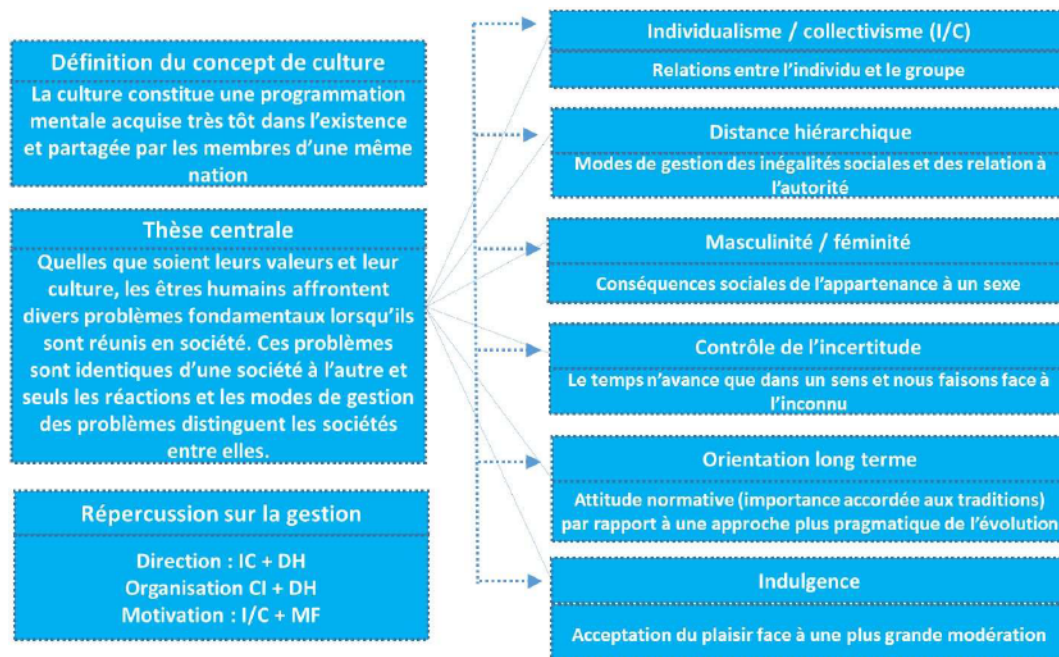 Définition du concept de culture
La culture constitue une programmation
mentale acquise très tôt dans l'existence
et partagée par les membres d'une même
nation
Thèse centrale
Quelles que soient leurs valeurs et leur
culture, les êtres humains affrontent
divers problèmes fondamentaux lorsqu'ils
sont réunis en société. Ces problèmes
sont identiques d'une société à l'autre et
seuls les réactions et les modes de gestion
des problèmes distinguent les sociétés
entre elles.
Répercussion sur la gestion
Direction : IC + DH
Organisation CI + DH
Motivation : I/C + MF
Individualisme / collectivisme (I/C)
Relations entre l'individu et le groupe
Distance hiérarchique
Modes de gestion des inégalités sociales et des relation à
l'autorité
Masculinité / féminité
Conséquences sociales de l'appartenance à un sexe
Contrôle de l'incertitude
Le temps n'avance que dans un sens et nous faisons face à
l'inconnu
Orientation long terme
Attitude normative (importance accordée aux traditions)
par rapport à une approche plus pragmatique de l'évolution
Indulgence
Acceptation du plaisir face à une plus grande modération